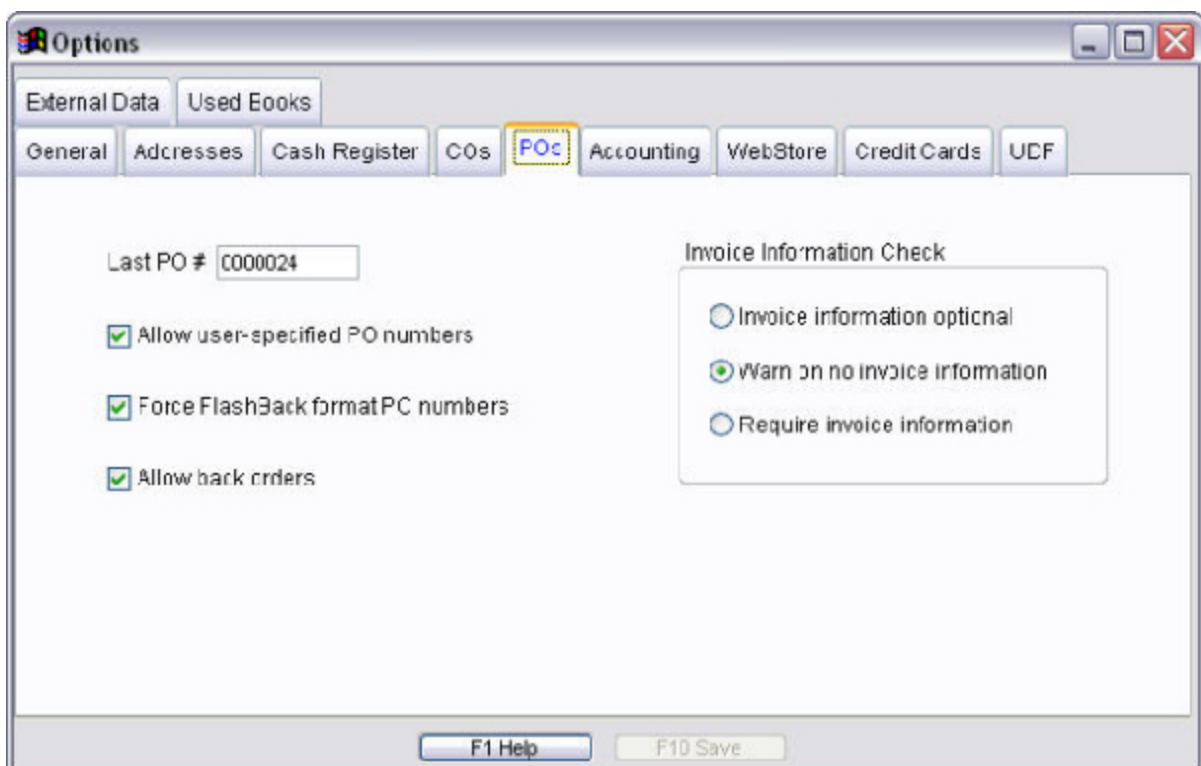 Options
External Data Used Books
General Addresses Cash Register COs POs Accounting WebStore Credit Cards UDF
Last PO # 0000024
Allow user-specified PO numbers
Force FlashBack format PO numbers
Allow back orders
Invoice Information Check
Invoice information optional
Warn on no invoice information
Require invoice information
F1 Help F10 Save